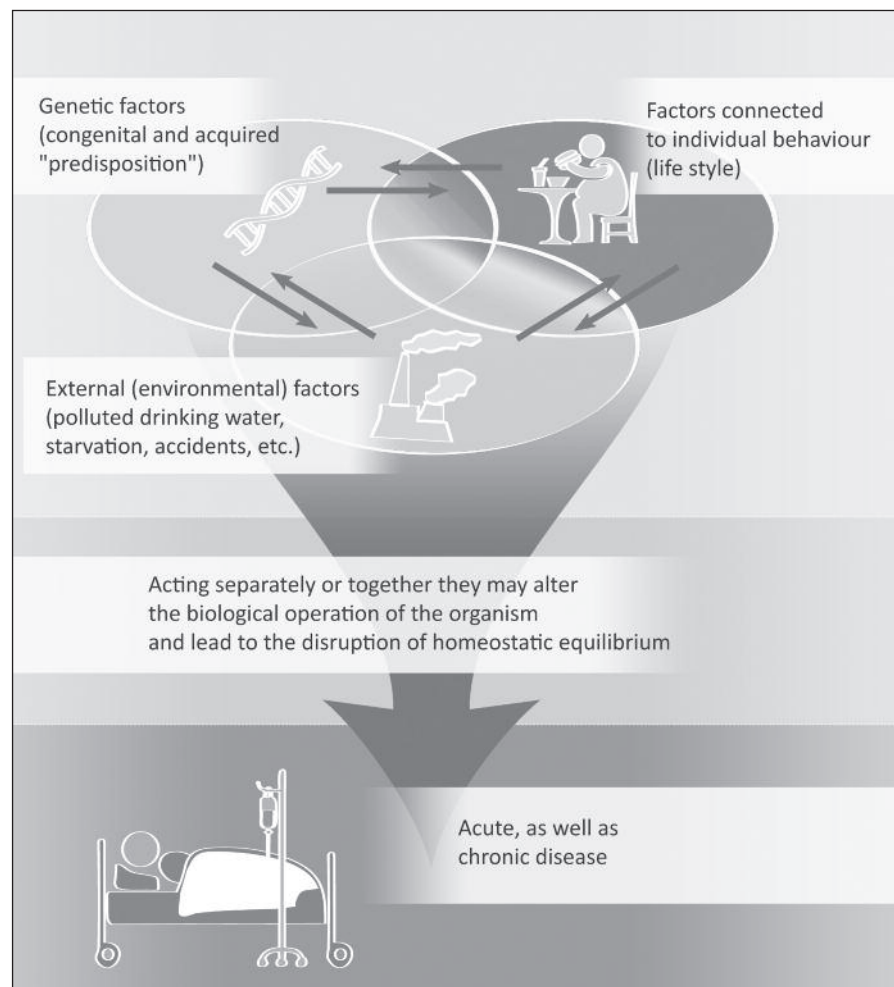 Genetic factors
(congenital and acquired
"predisposition")
Factors connected
to individual behaviour
(life style)
External (environmental) factors
(polluted drinking water,
starvation, accidents, etc.)
Acting separately or together they may alter
the biological operation of the organism
and lead to the disruption of homeostatic equilibrium
Acute, as well as
chronic disease